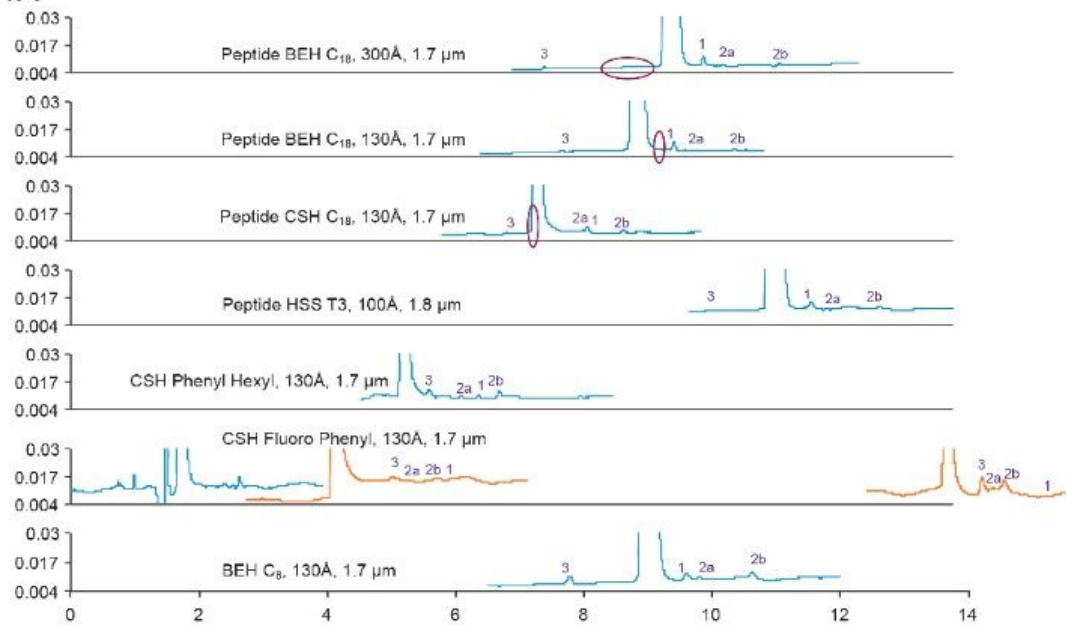 0.03
0.017
0.004
Peptide BEH C18, 300Å, 1.7 µm
3
1
2a
2b
0.03
0.017
0.004
Peptide BEH C18, 130Å, 1.7 µm
3
1
2a
2b
0.03
0.017
0.004
Peptide CSH C18, 130Å, 1.7 µm
3
2a
1
2b
0.03
0.017
0.004
Peptide HSS T3, 100Å, 1.8 µm
3
1
2a
2b
0.03
0.017
0.004
CSH Phenyl Hexyl, 130Å, 1.7 µm
3
2a
1
2b
CSH Fluoro Phenyl, 130Å, 1.7 µm
0.03
0.017
0.004
3
2a
2b
1
3
2a
2b
1
0.03
0.017
0.004
BEH C8, 130Å, 1.7 µm
3
1
2a
2b
0 2 4 6 8 10 12 14